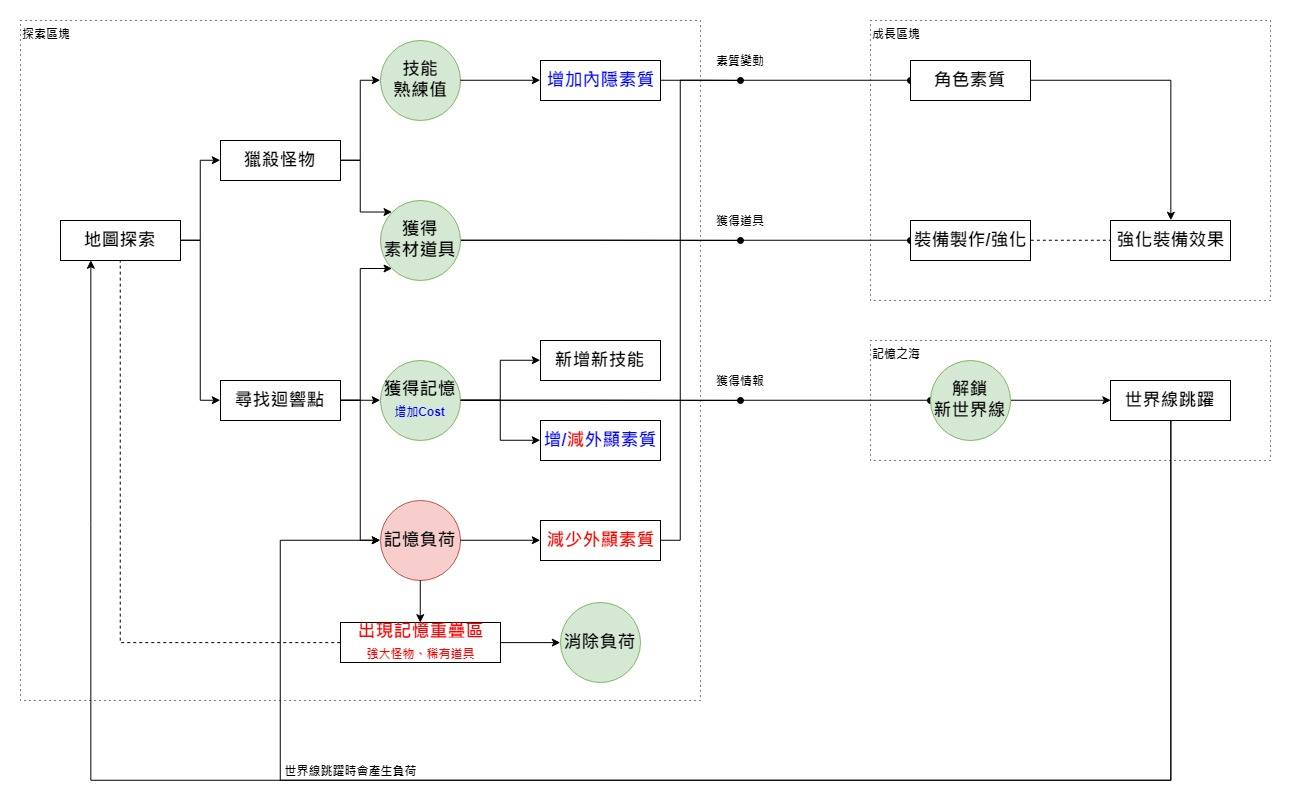 探索區塊
成長區塊
技能
熟練值
增加內隱素質
素質變動
角色素質
獵殺怪物
獲得
素材道具
獲得道具
地圖探索
裝備製作/強化
強化裝備效果
新增新技能
記憶之海
尋找迴響點
獲得記憶
增加Cost
獲得情報
解鎖
新世界線
世界線跳躍
增/減外顯素質
記憶負荷
減少外顯素質
出現記憶重疊區
強大怪物、稀有道具
消除負荷
世界線跳躍時會產生負荷